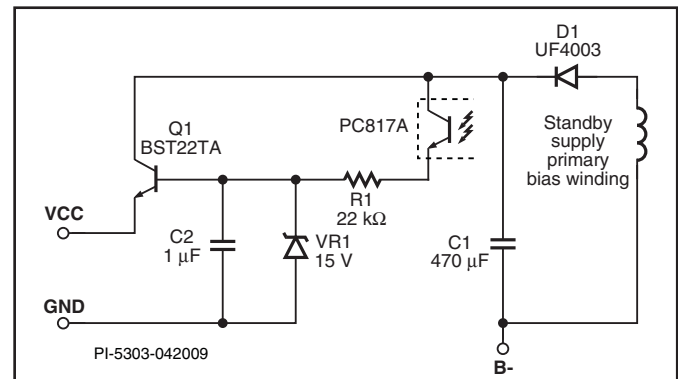 D1
UF4003
Q1
BST22TA
PC817A
Standby
supply
primary
bias winding
VCC
R1
22 kΩ
C2
1 μF
VR1
15 V
C1
470 μF
GND
PI-5303-042009
B-